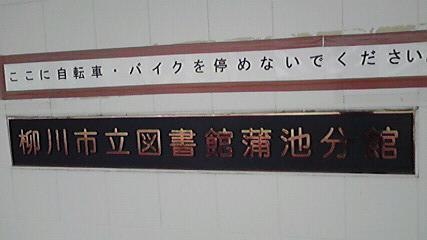 ここに自転車・バイクを停めないでください。
柳川市立図書館蒲池分館